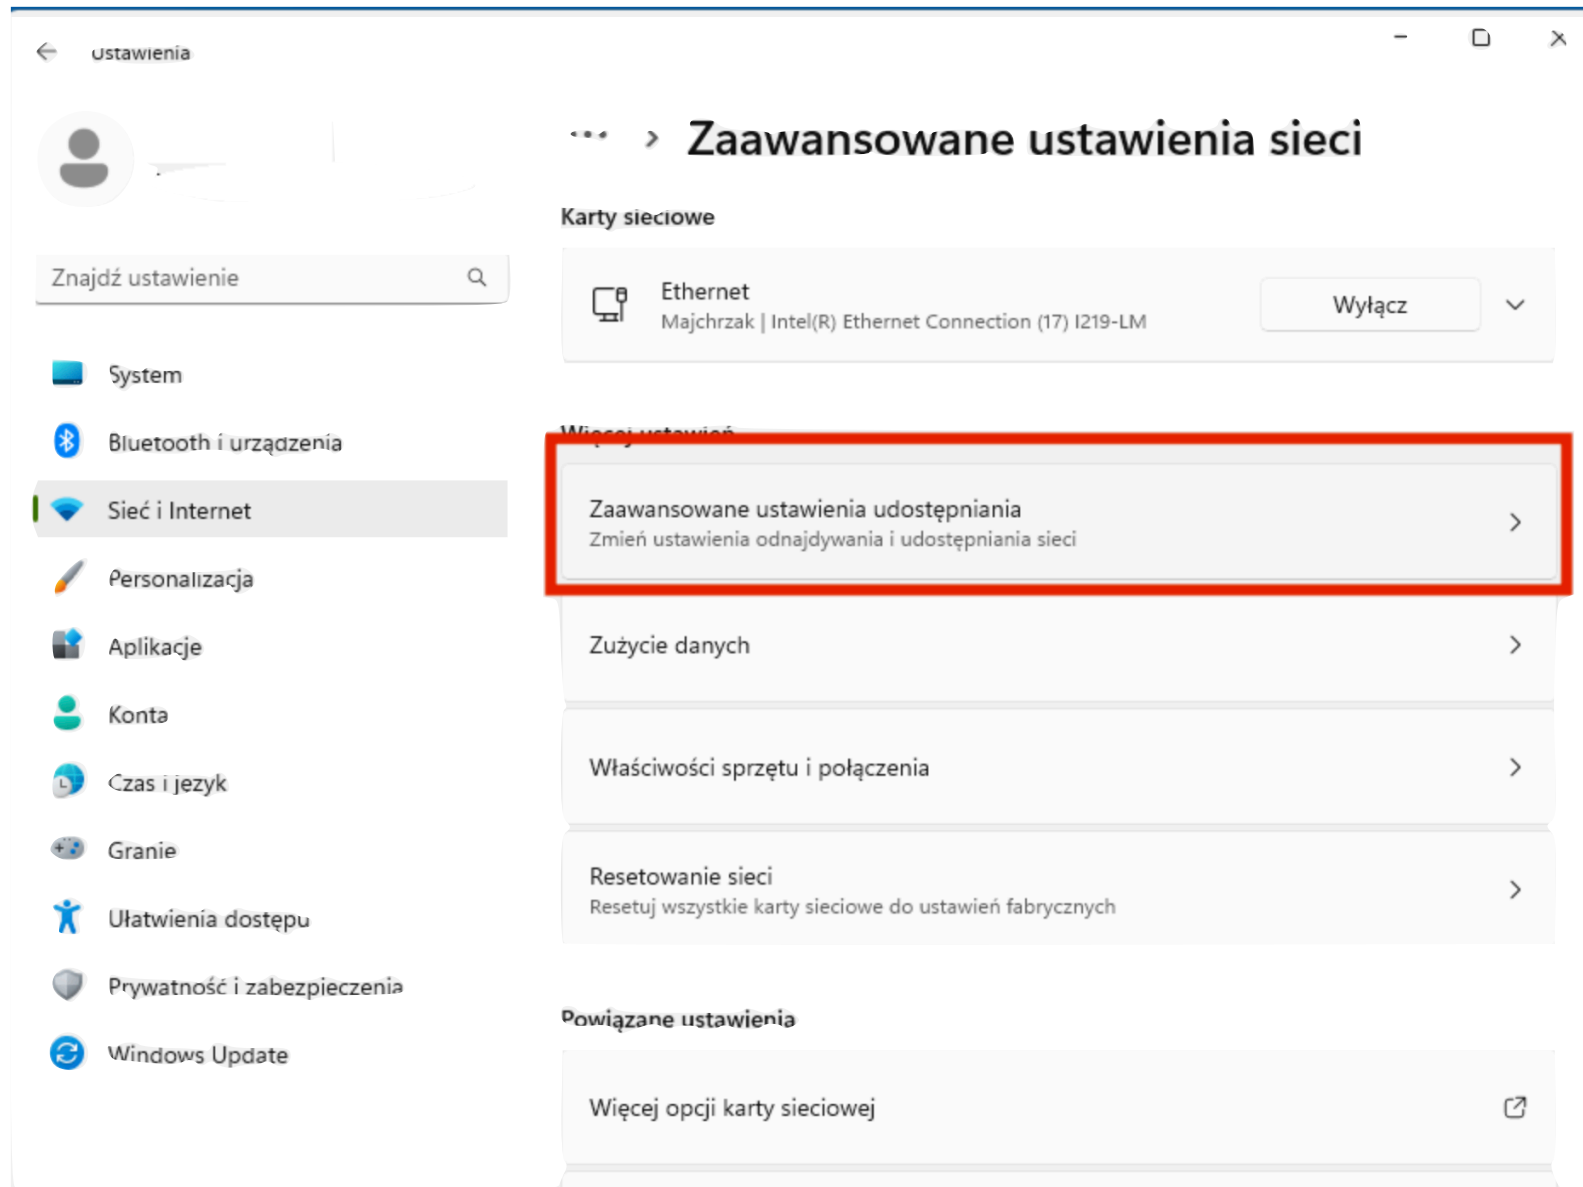 Ustawienia
Zaawansowane ustawienia sieci
Karty sieciowe
Znajdź ustawienie
Ethernet
Majchrzak | Intel(R) Ethernet Connection (17) I219-LM
Wyłącz
System
Bluetooth i urządzenia
Sieć i Internet
Personalizacja
Aplikacje
Konta
Czas i język
Granie
Ułatwienia dostępu
Prywatność i zabezpieczenia
Windows Update
Więcej ustawień
Zaawansowane ustawienia udostępniania
Zmień ustawienia odnajdywania i udostępniania sieci
Zużycie danych
Właściwości sprzętu i połączenia
Resetowanie sieci
Resetuj wszystkie karty sieciowe do ustawień fabrycznych
Powiązane ustawienia
Więcej opcji karty sieciowej